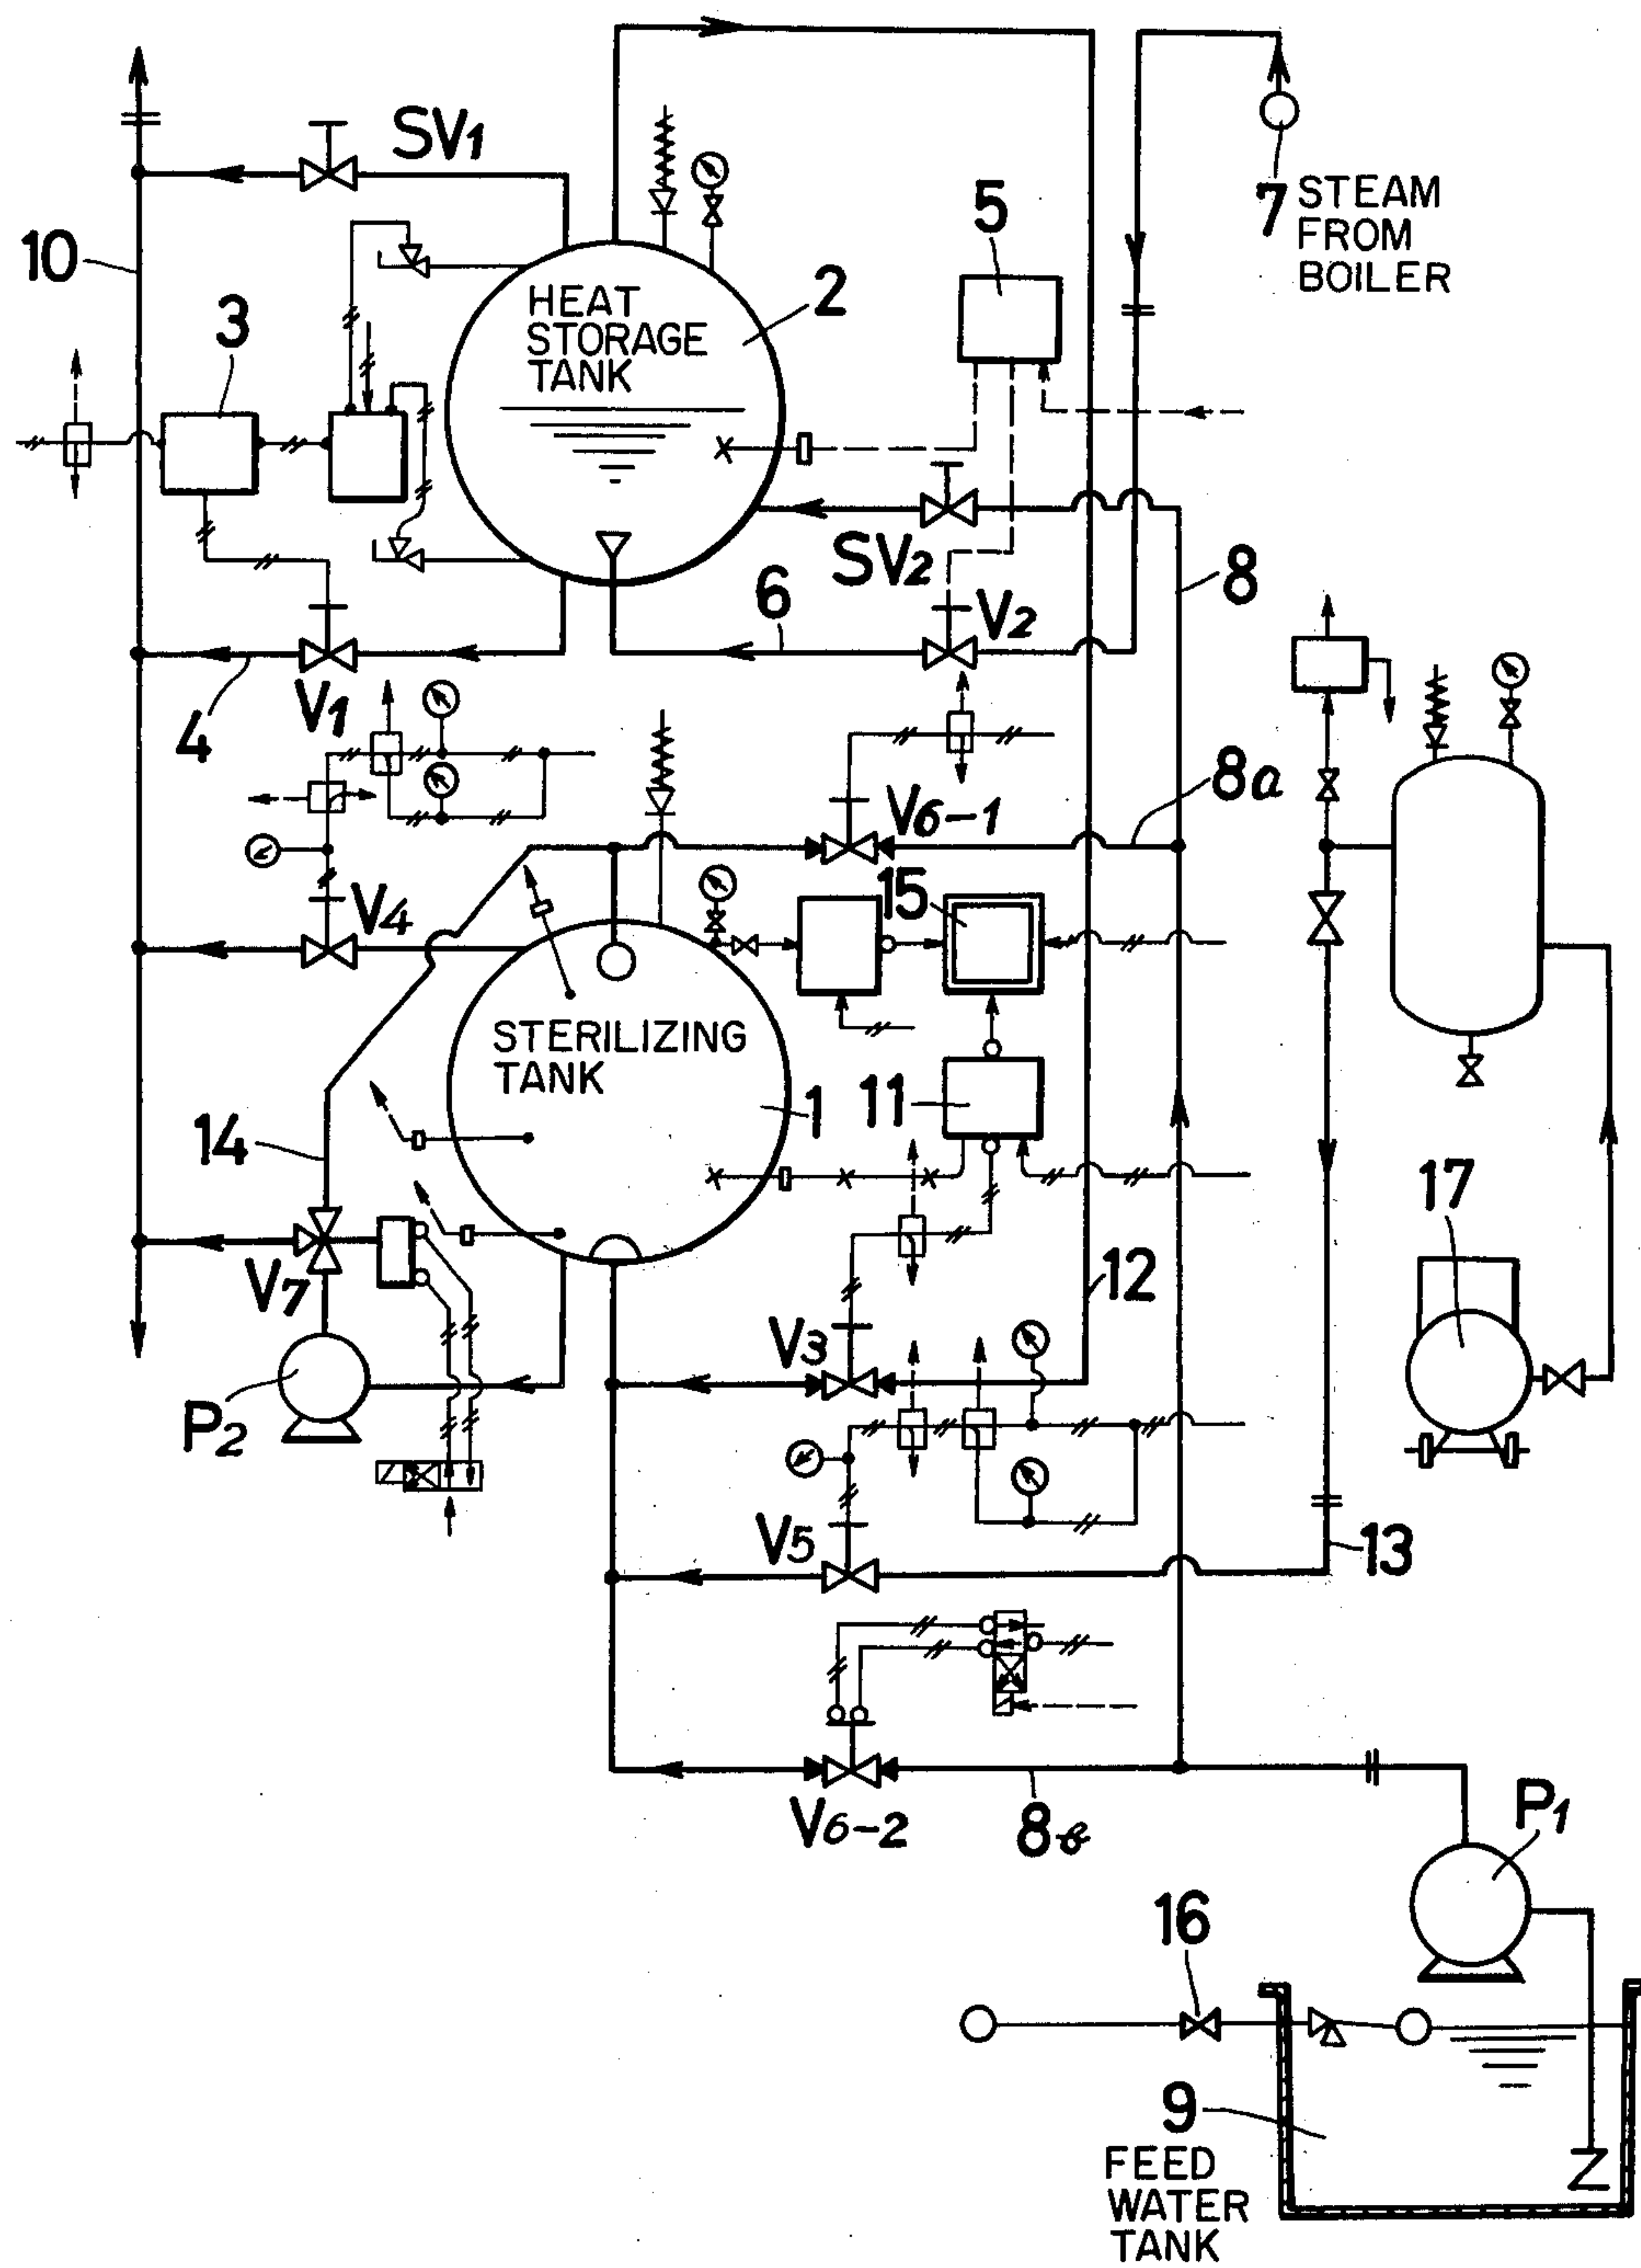 SV1
10
3
HEAT
STORAGE
TANK
2
5
7
STEAM
FROM
BOILER
SV2
8
6
V2
4
V1
8a
V6-1
V4
15
STERILIZING
TANK
1
11
14
V7
17
12
V3
P2
V5
13
V6-2
8b
P1
16
9
FEED
WATER
TANK